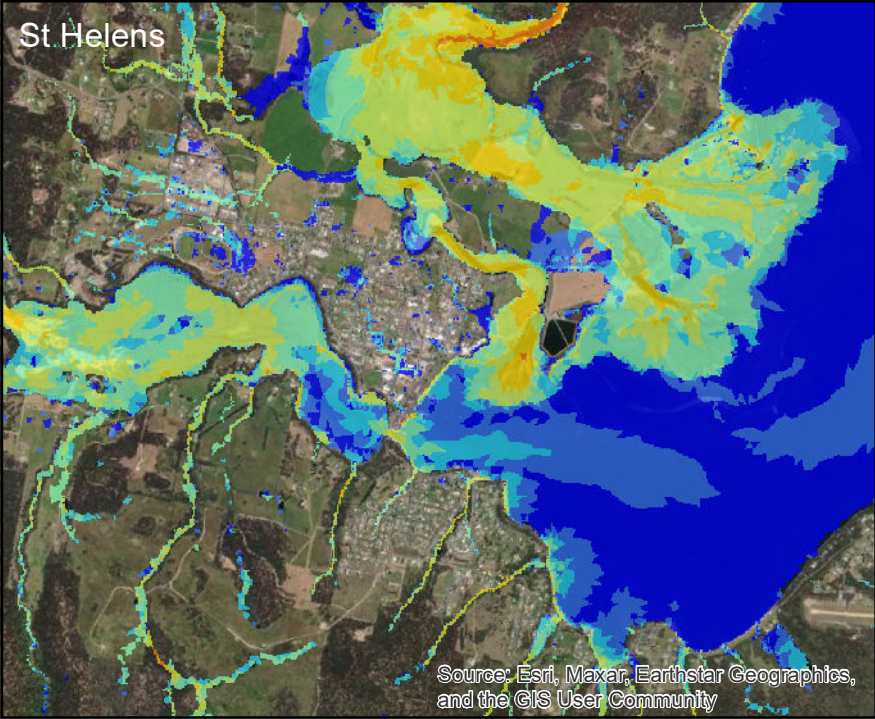 St Helens
Source: Esri, Maxar, Earthstar Geographics,
and the GIS User Community